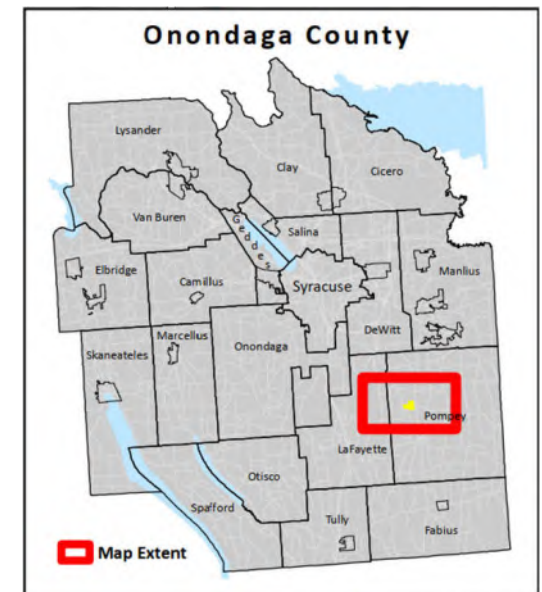 Onondaga County
Lysander
Clay
Cicero
Van Buren
Geddes
Salina
Elbridge
Camillus
Syracuse
Manlius
DeWitt
Marcellus
Onondaga
Skaneateles
Pompey
LaFayette
Otisco
Spafford
Tully
Fabius
Map Extent